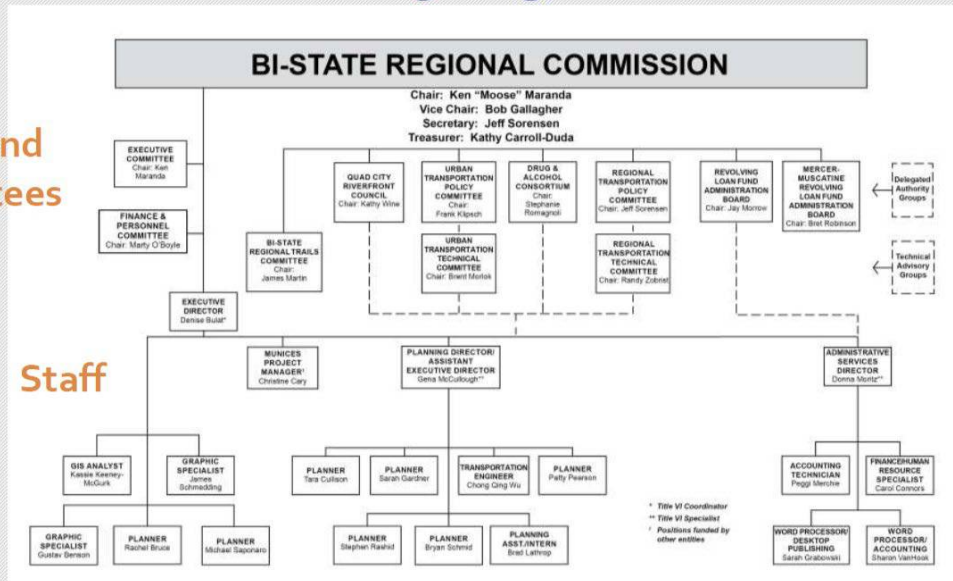 BI-STATE REGIONAL COMMISSION
Chair: Ken "Moose" Maranda
Vice Chair: Bob Gallagher
Secretary: Jeff Sorensen
Treasurer: Kathy Carroll-Duda
nd
tees
EXECUTIVE
COMMITTEE
Chair: Ken
Maranda
FINANCE &
PERSONNEL
COMMITTEE
Chair: Marty O'Boyle
BI-STATE
REGIONAL TRAILS
COMMITTEE
Chair:
James Martin
QUAD CITY
RIVERFRONT
COUNCIL
Chair: Kathy Wine
URBAN
TRANSPORTATION
POLICY
COMMITTEE
Chair:
Frank Klipsch
DRUG &
ALCOHOL
CONSORTIUM
Chair:
Stephanie
Romagnoli
REGIONAL
TRANSPORTATION
POLICY
COMMITTEE
Chair: Jeff Sorensen
REVOLVING
LOAN FUND
ADMINISTRATION
BOARD
Chair: Jay Morrow
MERCER-
MUSCATINE
REVOLVING
LOAN FUND
ADMINISTRATION
BOARD
Chair: Bret Robinson
Delegated
Authority
Groups
URBAN
TRANSPORTATION
TECHNICAL
COMMITTEE
Chair: Brent Morlok
REGIONAL
TRANSPORTATION
TECHNICAL
COMMITTEE
Chair: Randy Zobrist
Technical
Advisory
Groups
EXECUTIVE
DIRECTOR
Denise Bulat*
Staff
MUNICES
PROJECT
MANAGER
Christine Cary
PLANNING DIRECTOR/
ASSISTANT
EXECUTIVE DIRECTOR
Gena McCullough**
ADMINISTRATIVE
SERVICES
DIRECTOR
Donna Moritz**
GIS ANALYST
Kassie Keeney-
McGurk
GRAPHIC
SPECIALIST
James
Schmedding
PLANNER
Tara Cullison
PLANNER
Sarah Gardner
TRANSPORTATION
ENGINEER
Chong Qing Wu
PLANNER
Patty Pearson
ACCOUNTING
TECHNICIAN
Peggi Merchie
FINANCE/HUMAN
RESOURCE
SPECIALIST
Carol Connors
GRAPHIC
SPECIALIST
Gustav Benson
PLANNER
Rachel Bruce
PLANNER
Michael Saponaro
PLANNER
Stephen Rashid
PLANNER
Bryan Schmid
PLANNING
ASST./INTERN
Brad Lathrop
WORD PROCESSOR/
DESKTOP
PUBLISHING
Sarah Grabowski
WORD
PROCESSOR/
ACCOUNTING
Sharon VanHook
* Title VI Coordinator
** Title VI Specialist
Positions funded by
other entities